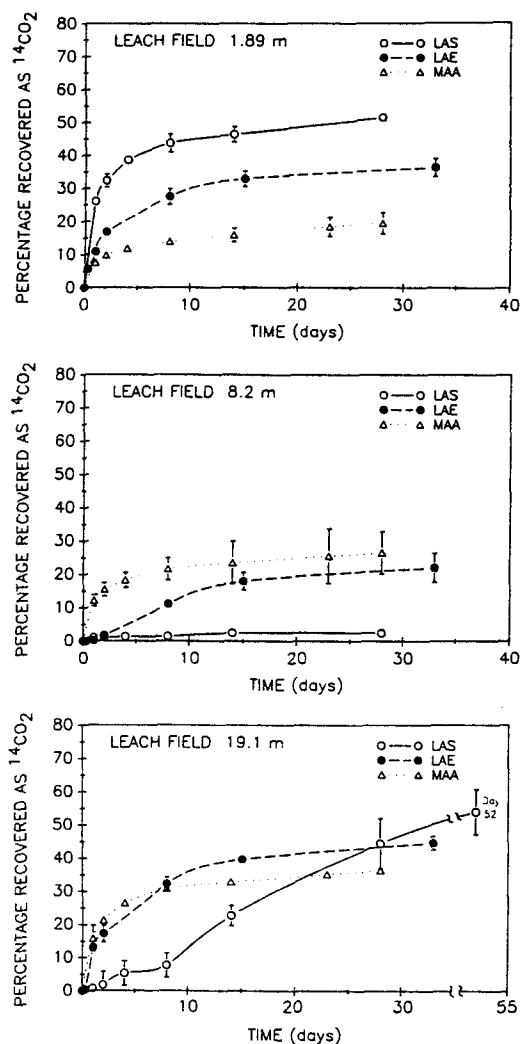 PERCENTAGE RECOVERED AS ¹⁴CO₂
80
70
60
50
40
30
20
10
0
LEACH FIELD 1.89 m
LAS
LAE
MAA
0 10 20 30 40
TIME (days)
PERCENTAGE RECOVERED AS ¹⁴CO₂
80
70
60
50
40
30
20
10
0
LEACH FIELD 8.2 m
LAS
LAE
MAA
0 10 20 30 40
TIME (days)
PERCENTAGE RECOVERED AS ¹⁴CO₂
80
70
60
50
40
30
20
10
0
LEACH FIELD 19.1 m
LAS
LAE
MAA
Day
52
0 10 20 30 55
TIME (days)